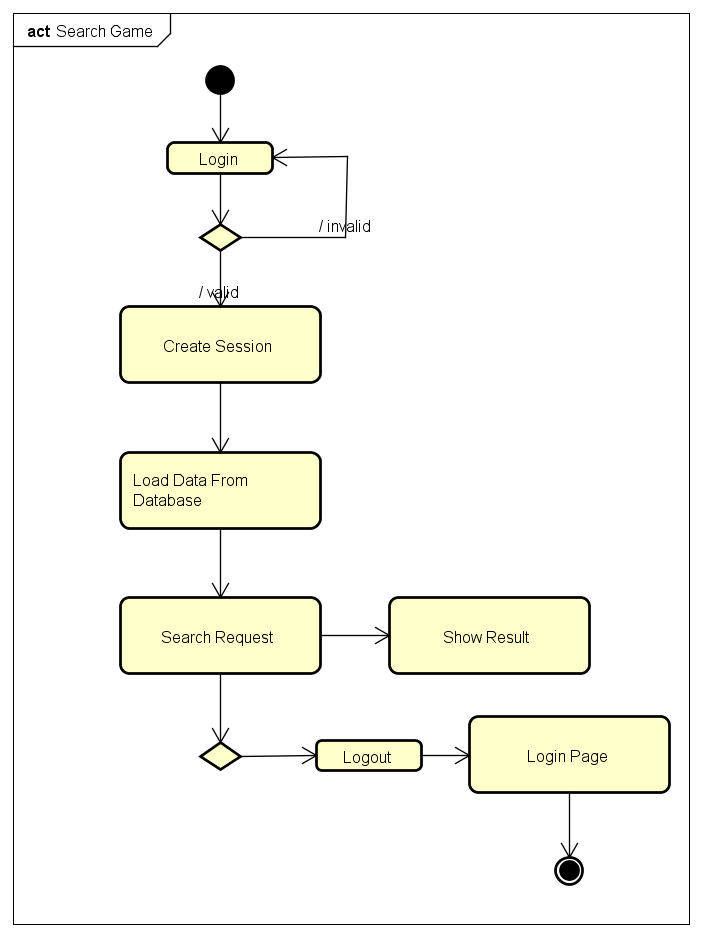 act Search Game
Login
/ invalid
/ valid
Create Session
Load Data From
Database
Search Request
Show Result
Logout
Login Page